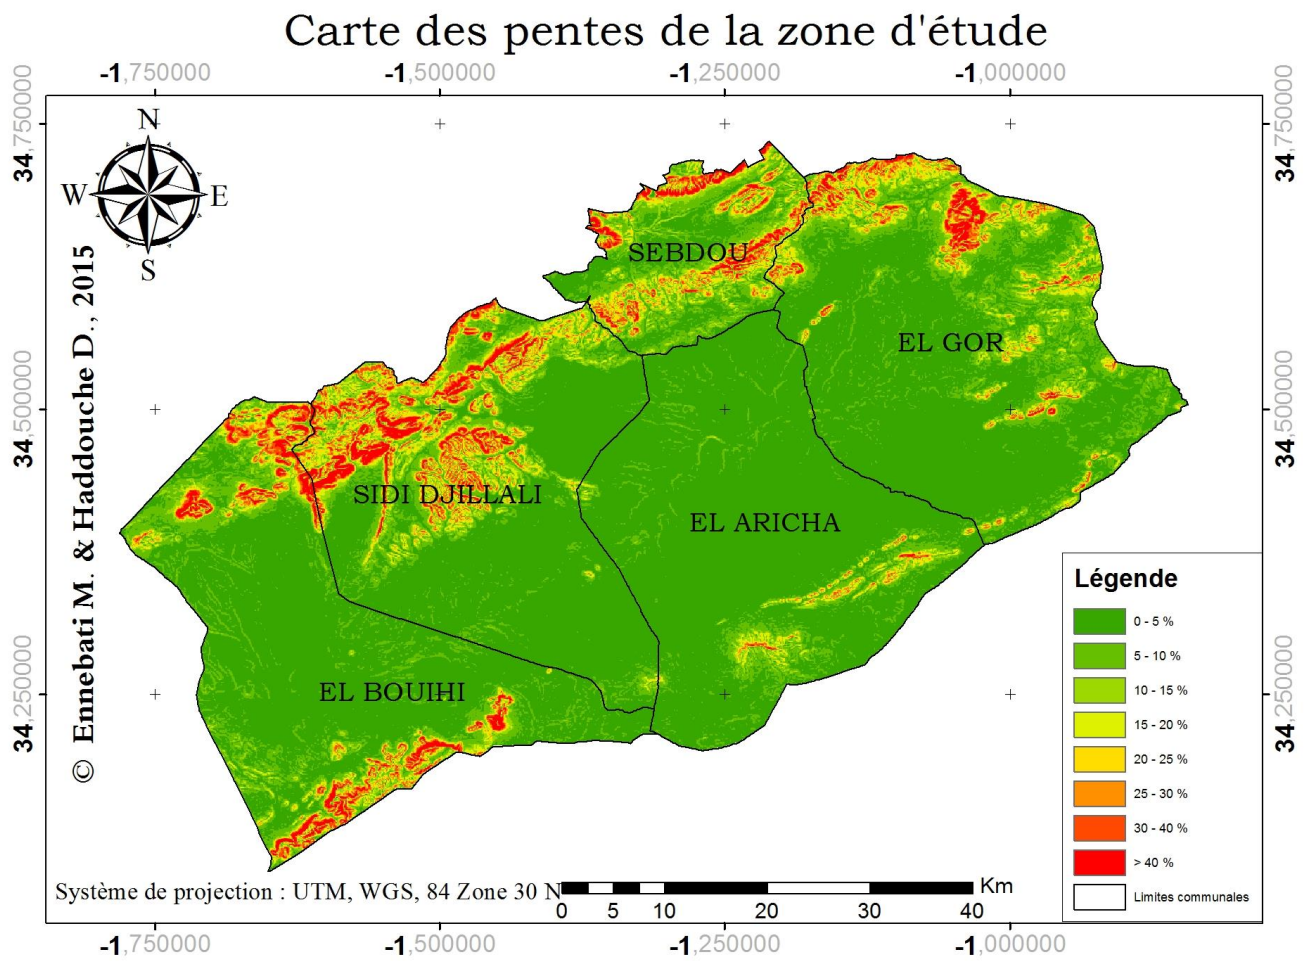 Carte des pentes de la zone d'étude
-1,750000 -1,500000 -1,250000 -1,000000
34,750000 34,750000
N
W E
S
© Ennebati M. & Haddouche D., 2015
SEBDOU
EL GOR
34,500000 34,500000
SIDI DJILLALI
EL ARICHA
EL BOUIHI
34,250000 34,250000
Légende
0 - 5 %
5 - 10 %
10 - 15 %
15 - 20 %
20 - 25 %
25 - 30 %
30 - 40 %
> 40 %
Limites communales
Système de projection : UTM, WGS, 84 Zone 30 N
Km
0 5 10 20 30 40
-1,750000 -1,500000 -1,250000 -1,000000